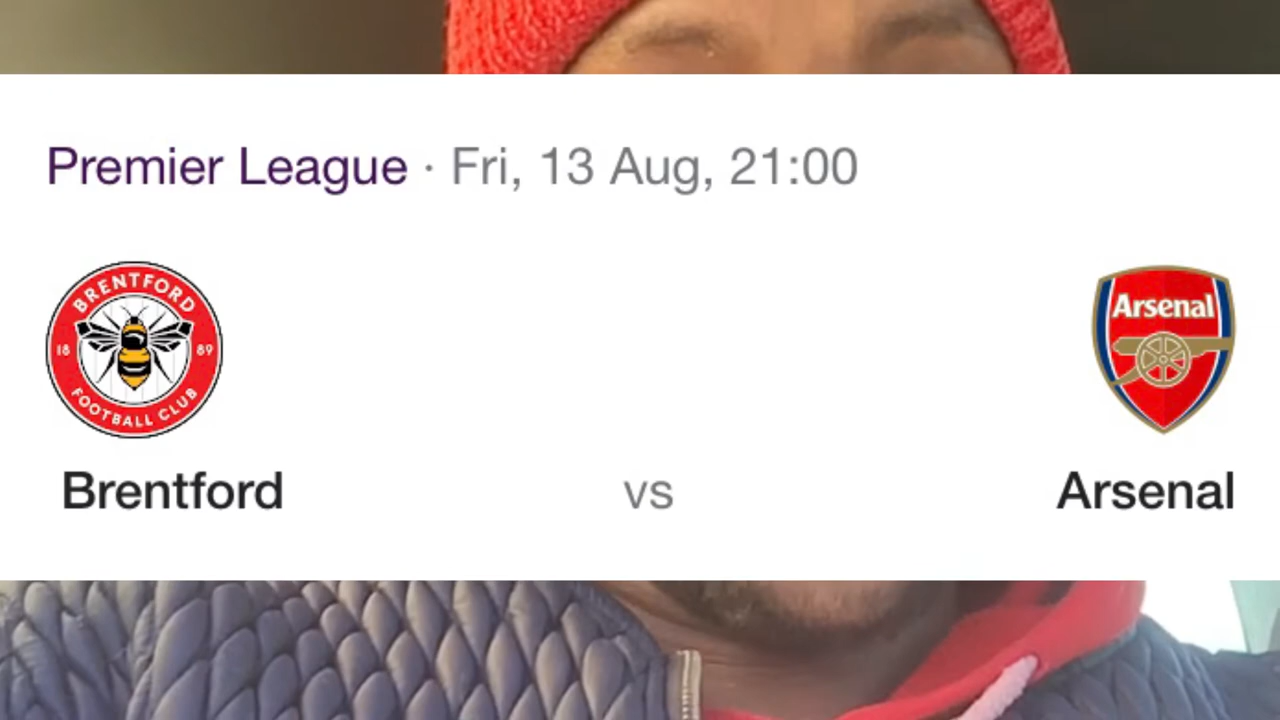 Premier League · Fri, 13 Aug, 21:00
BRENTFORD
18 89
FOOTBALL CLUB
Arsenal
Brentford vs Arsenal